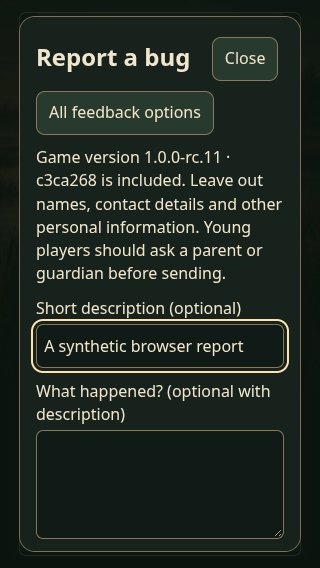 Report a bug
Close
All feedback options
Game version 1.0.0-rc.11 ·
c3ca268 is included. Leave out
names, contact details and other
personal information. Young
players should ask a parent or
guardian before sending.
Short description (optional)
A synthetic browser report
What happened? (optional with
description)